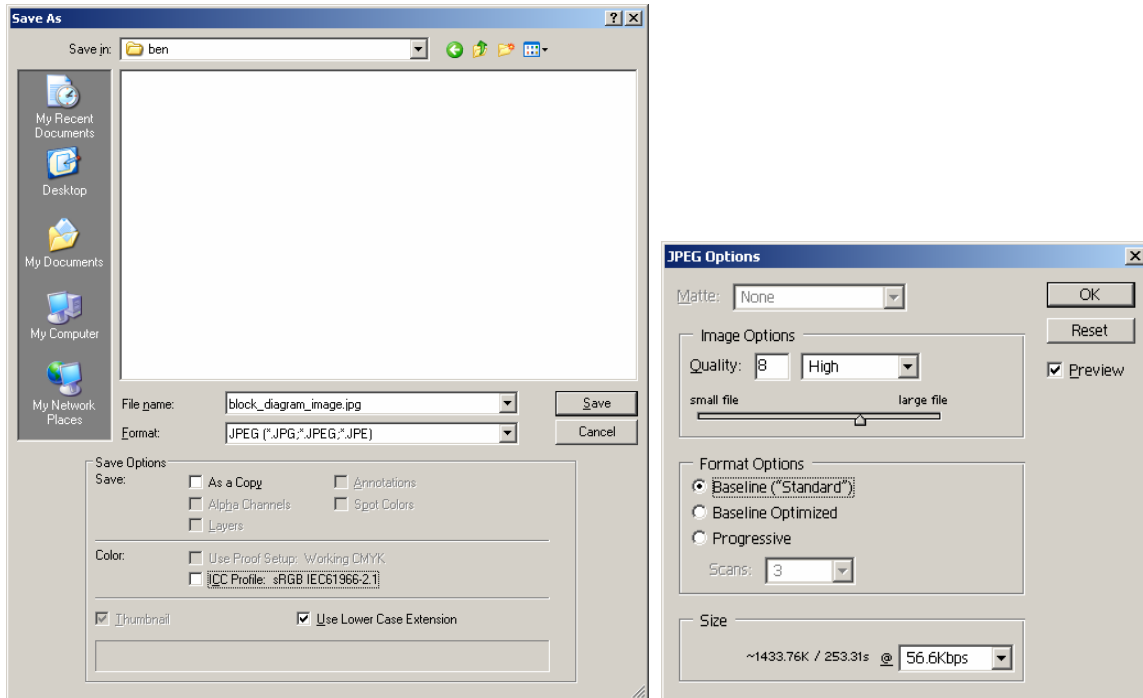 Save As
Save in: ben
My Recent
Documents
Desktop
My Documents
My Computer
My Network
Places
File name: block_diagram_image.jpg Save
Format: JPEG (*.JPG;*.JPEG;*.JPE) Cancel
Save Options
Save: As a Copy Annotations
Alpha Channels Spot Colors
Layers
Color: Use Proof Setup: Working CMYK
ICC Profile: sRGB IEC61966-2.1
Thumbnail Use Lower Case Extension
JPEG Options
Matte: None OK
Image Options Reset
Quality: 8 High Preview
small file large file
Format Options
Baseline ("Standard")
Baseline Optimized
Progressive
Scans: 3
Size
~1433.76K / 253.31s @ 56.6Kbps